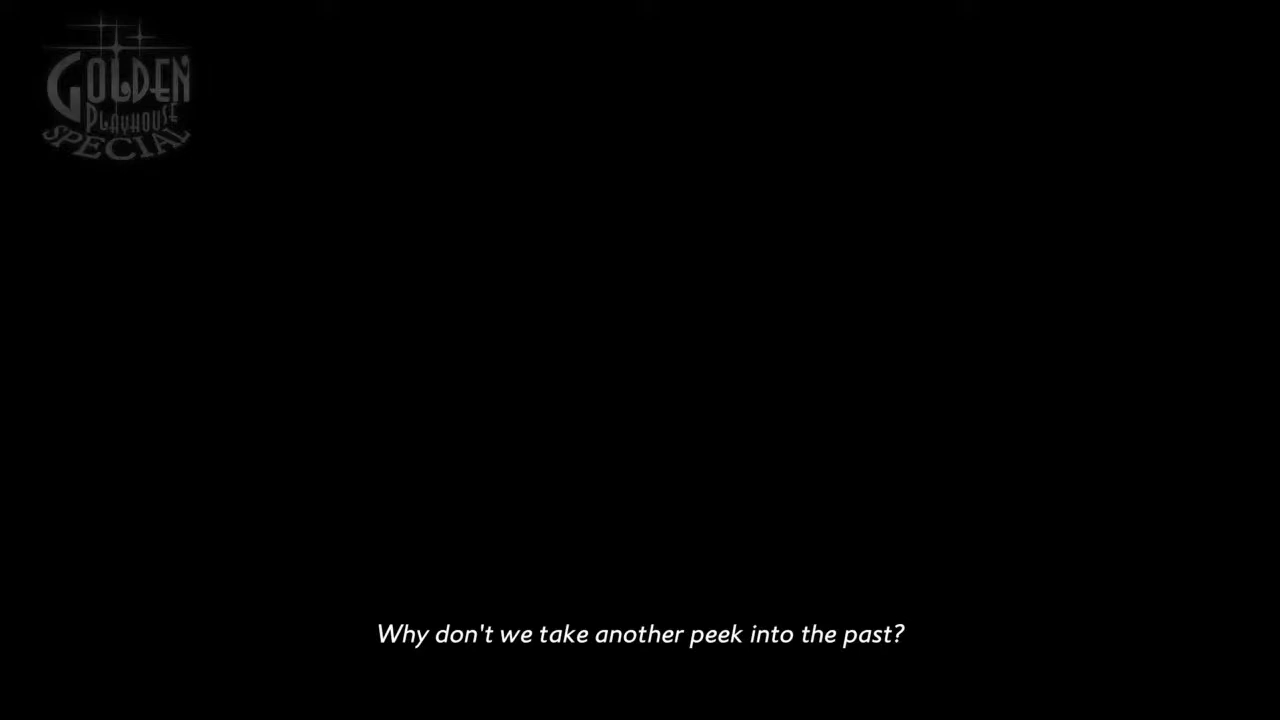 GOLDEN
PLAYHOUSE
SPECIAL
Why don't we take another peek into the past?